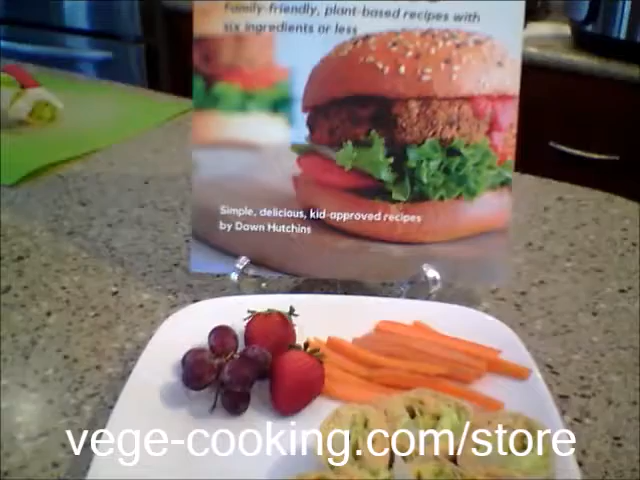 Family-friendly, plant-based recipes with
six ingredients or less
Simple, delicious, kid-approved recipes
by Dawn Hutchins
vege-cooking.com/store